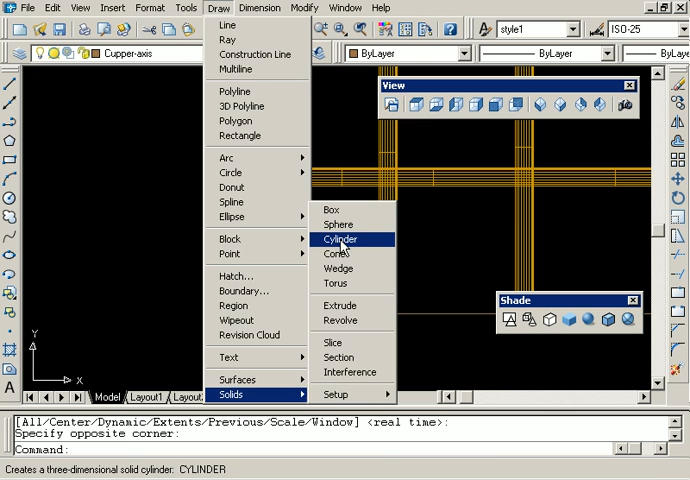 File Edit View Insert Format Tools Draw Dimension Modify Window Help
style1 ISO-25
Cupper-axis ByLayer ByLayer ByLay
Line
Ray
Construction Line
Multiline
Polyline
3D Polyline
Polygon
Rectangle
Arc
Circle
Donut
Spline
Ellipse
Block
Point
Hatch...
Boundary...
Region
Wipeout
Revision Cloud
Text
Surfaces
Solids
Box
Sphere
Cylinder
Cone
Wedge
Torus
Extrude
Revolve
Slice
Section
Interference
Setup
View
Shade
Y
X
A
Model Layout1 Layout2
[All/Center/Dynamic/Extents/Previous/Scale/Window] <real time>:
Specify opposite corner:
Command:
Creates a three-dimensional solid cylinder: CYLINDER